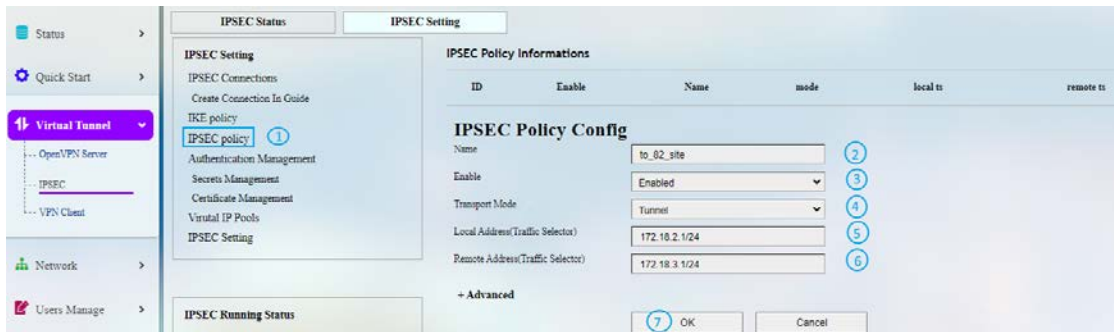 Status
Quick Start
Virtual Tunnel
OpenVPN Server
IPSEC
VPN Client
Network
Users Manage
IPSEC Status
IPSEC Setting
IPSEC Setting
IPSEC Connections
Create Connection In Guide
IKE policy
IPSEC policy 1
Authentication Management
Secrets Management
Certificate Management
Virutal IP Pools
IPSEC Setting
IPSEC Running Status
IPSEC Policy Informations
ID Enable Name mode local ts remote ts
IPSEC Policy Config
Name to_82_site 2
Enable Enabled 3
Transport Mode Tunnel 4
Local Address(Traffic Selector) 172.18.2.1/24 5
Remote Address(Traffic Selector) 172.18.3.1/24 6
+ Advanced
7 OK Cancel